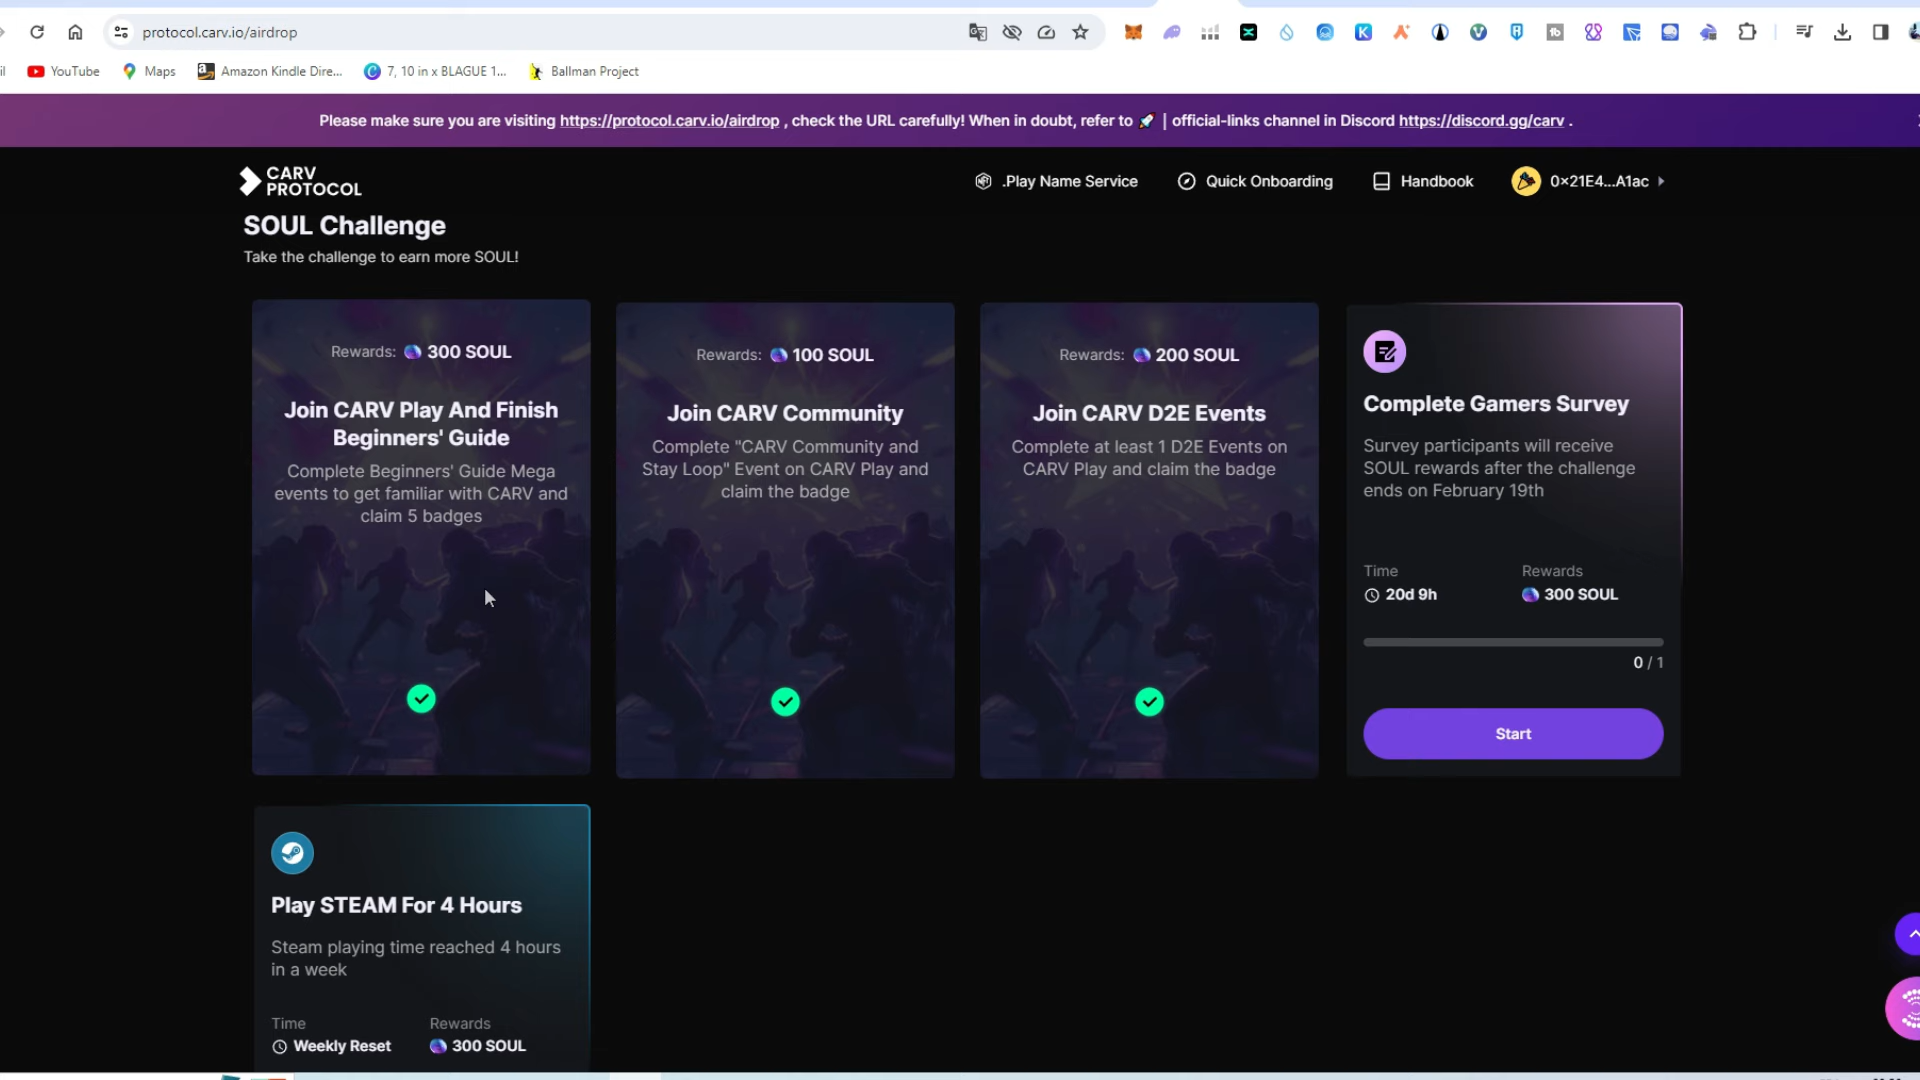 protocol.carv.io/airdrop
YouTube
Maps
Amazon Kindle Dire...
7, 10 in x BLAGUE 1...
Ballman Project
Please make sure you are visiting https://protocol.carv.io/airdrop , check the URL carefully! When in doubt, refer to 🚀 | official-links channel in Discord https://discord.gg/carv .
CARV
PROTOCOL
.Play Name Service
Quick Onboarding
Handbook
0×21E4...A1ac
SOUL Challenge
Take the challenge to earn more SOUL!
Rewards: 300 SOUL
Join CARV Play And Finish
Beginners' Guide
Complete Beginners' Guide Mega
events to get familiar with CARV and
claim 5 badges
Rewards: 100 SOUL
Join CARV Community
Complete "CARV Community and
Stay Loop" Event on CARV Play and
claim the badge
Rewards: 200 SOUL
Join CARV D2E Events
Complete at least 1 D2E Events on
CARV Play and claim the badge
Complete Gamers Survey
Survey participants will receive
SOUL rewards after the challenge
ends on February 19th
Time
Rewards
20d 9h
300 SOUL
0 / 1
Start
Play STEAM For 4 Hours
Steam playing time reached 4 hours
in a week
Time
Rewards
Weekly Reset
300 SOUL